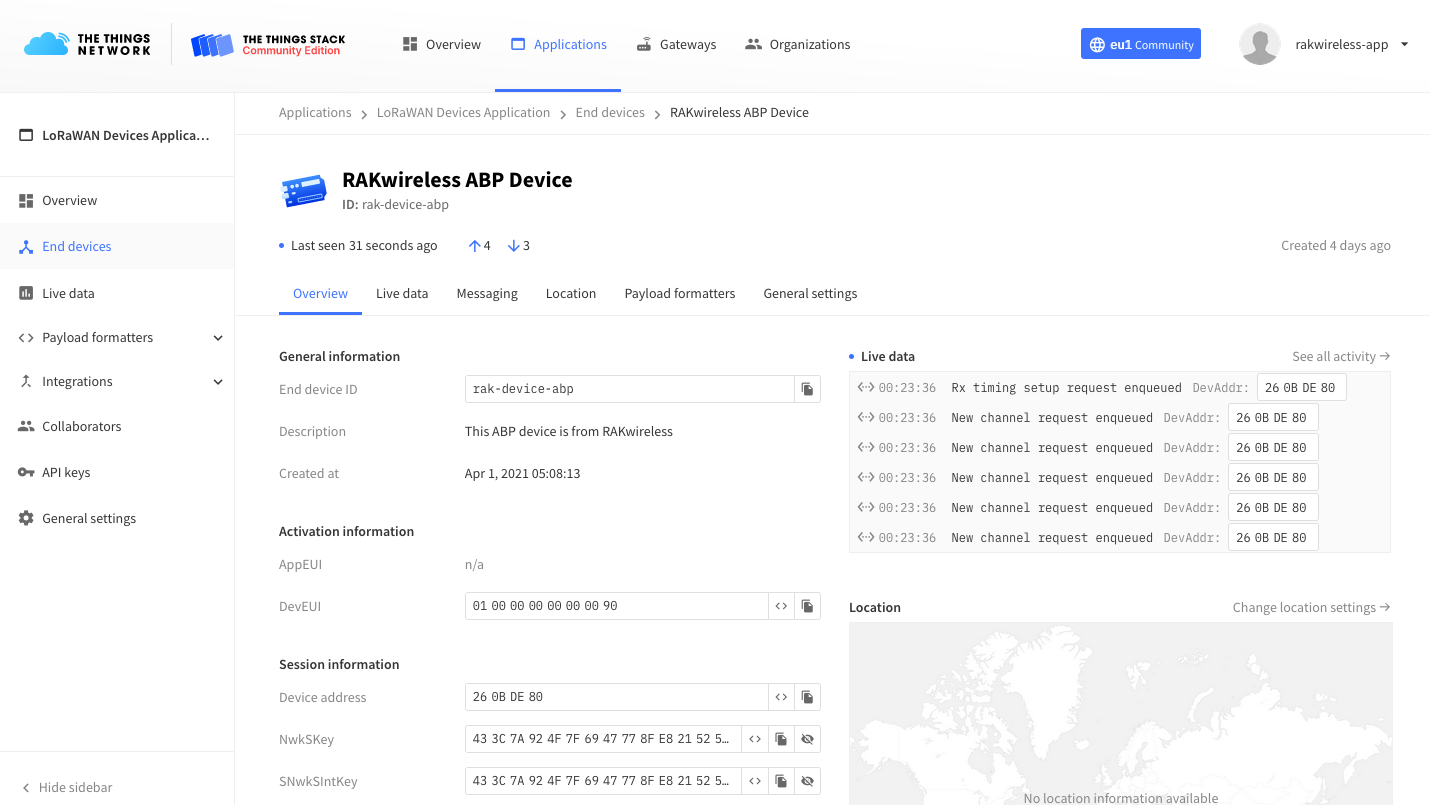 THE THINGS NETWORK
THE THINGS STACK
Community Edition
Overview
Applications
Gateways
Organizations
eu1 Community
rakwireless-app
LoRaWAN Devices Applica...
Overview
End devices
Live data
Payload formatters
Integrations
Collaborators
API keys
General settings
Hide sidebar
Applications > LoRaWAN Devices Application > End devices > RAKwireless ABP Device
RAKwireless ABP Device
ID: rak-device-abp
Last seen 31 seconds ago ↑ 4 ↓ 3
Created 4 days ago
Overview Live data Messaging Location Payload formatters General settings
General information
End device ID rak-device-abp
Description This ABP device is from RAKwireless
Created at Apr 1, 2021 05:08:13
Activation information
AppEUI n/a
DevEUI 01 00 00 00 00 00 00 90
Session information
Device address 26 0B DE 80
NwkSKey 43 3C 7A 92 4F 7F 69 47 77 8F E8 21 52 5...
SNwkSIntKey 43 3C 7A 92 4F 7F 69 47 77 8F E8 21 52 5...
Live data
See all activity →
00:23:36 Rx timing setup request enqueued DevAddr: 26 0B DE 80
00:23:36 New channel request enqueued DevAddr: 26 0B DE 80
00:23:36 New channel request enqueued DevAddr: 26 0B DE 80
00:23:36 New channel request enqueued DevAddr: 26 0B DE 80
00:23:36 New channel request enqueued DevAddr: 26 0B DE 80
00:23:36 New channel request enqueued DevAddr: 26 0B DE 80
Location
Change location settings →
No location information available